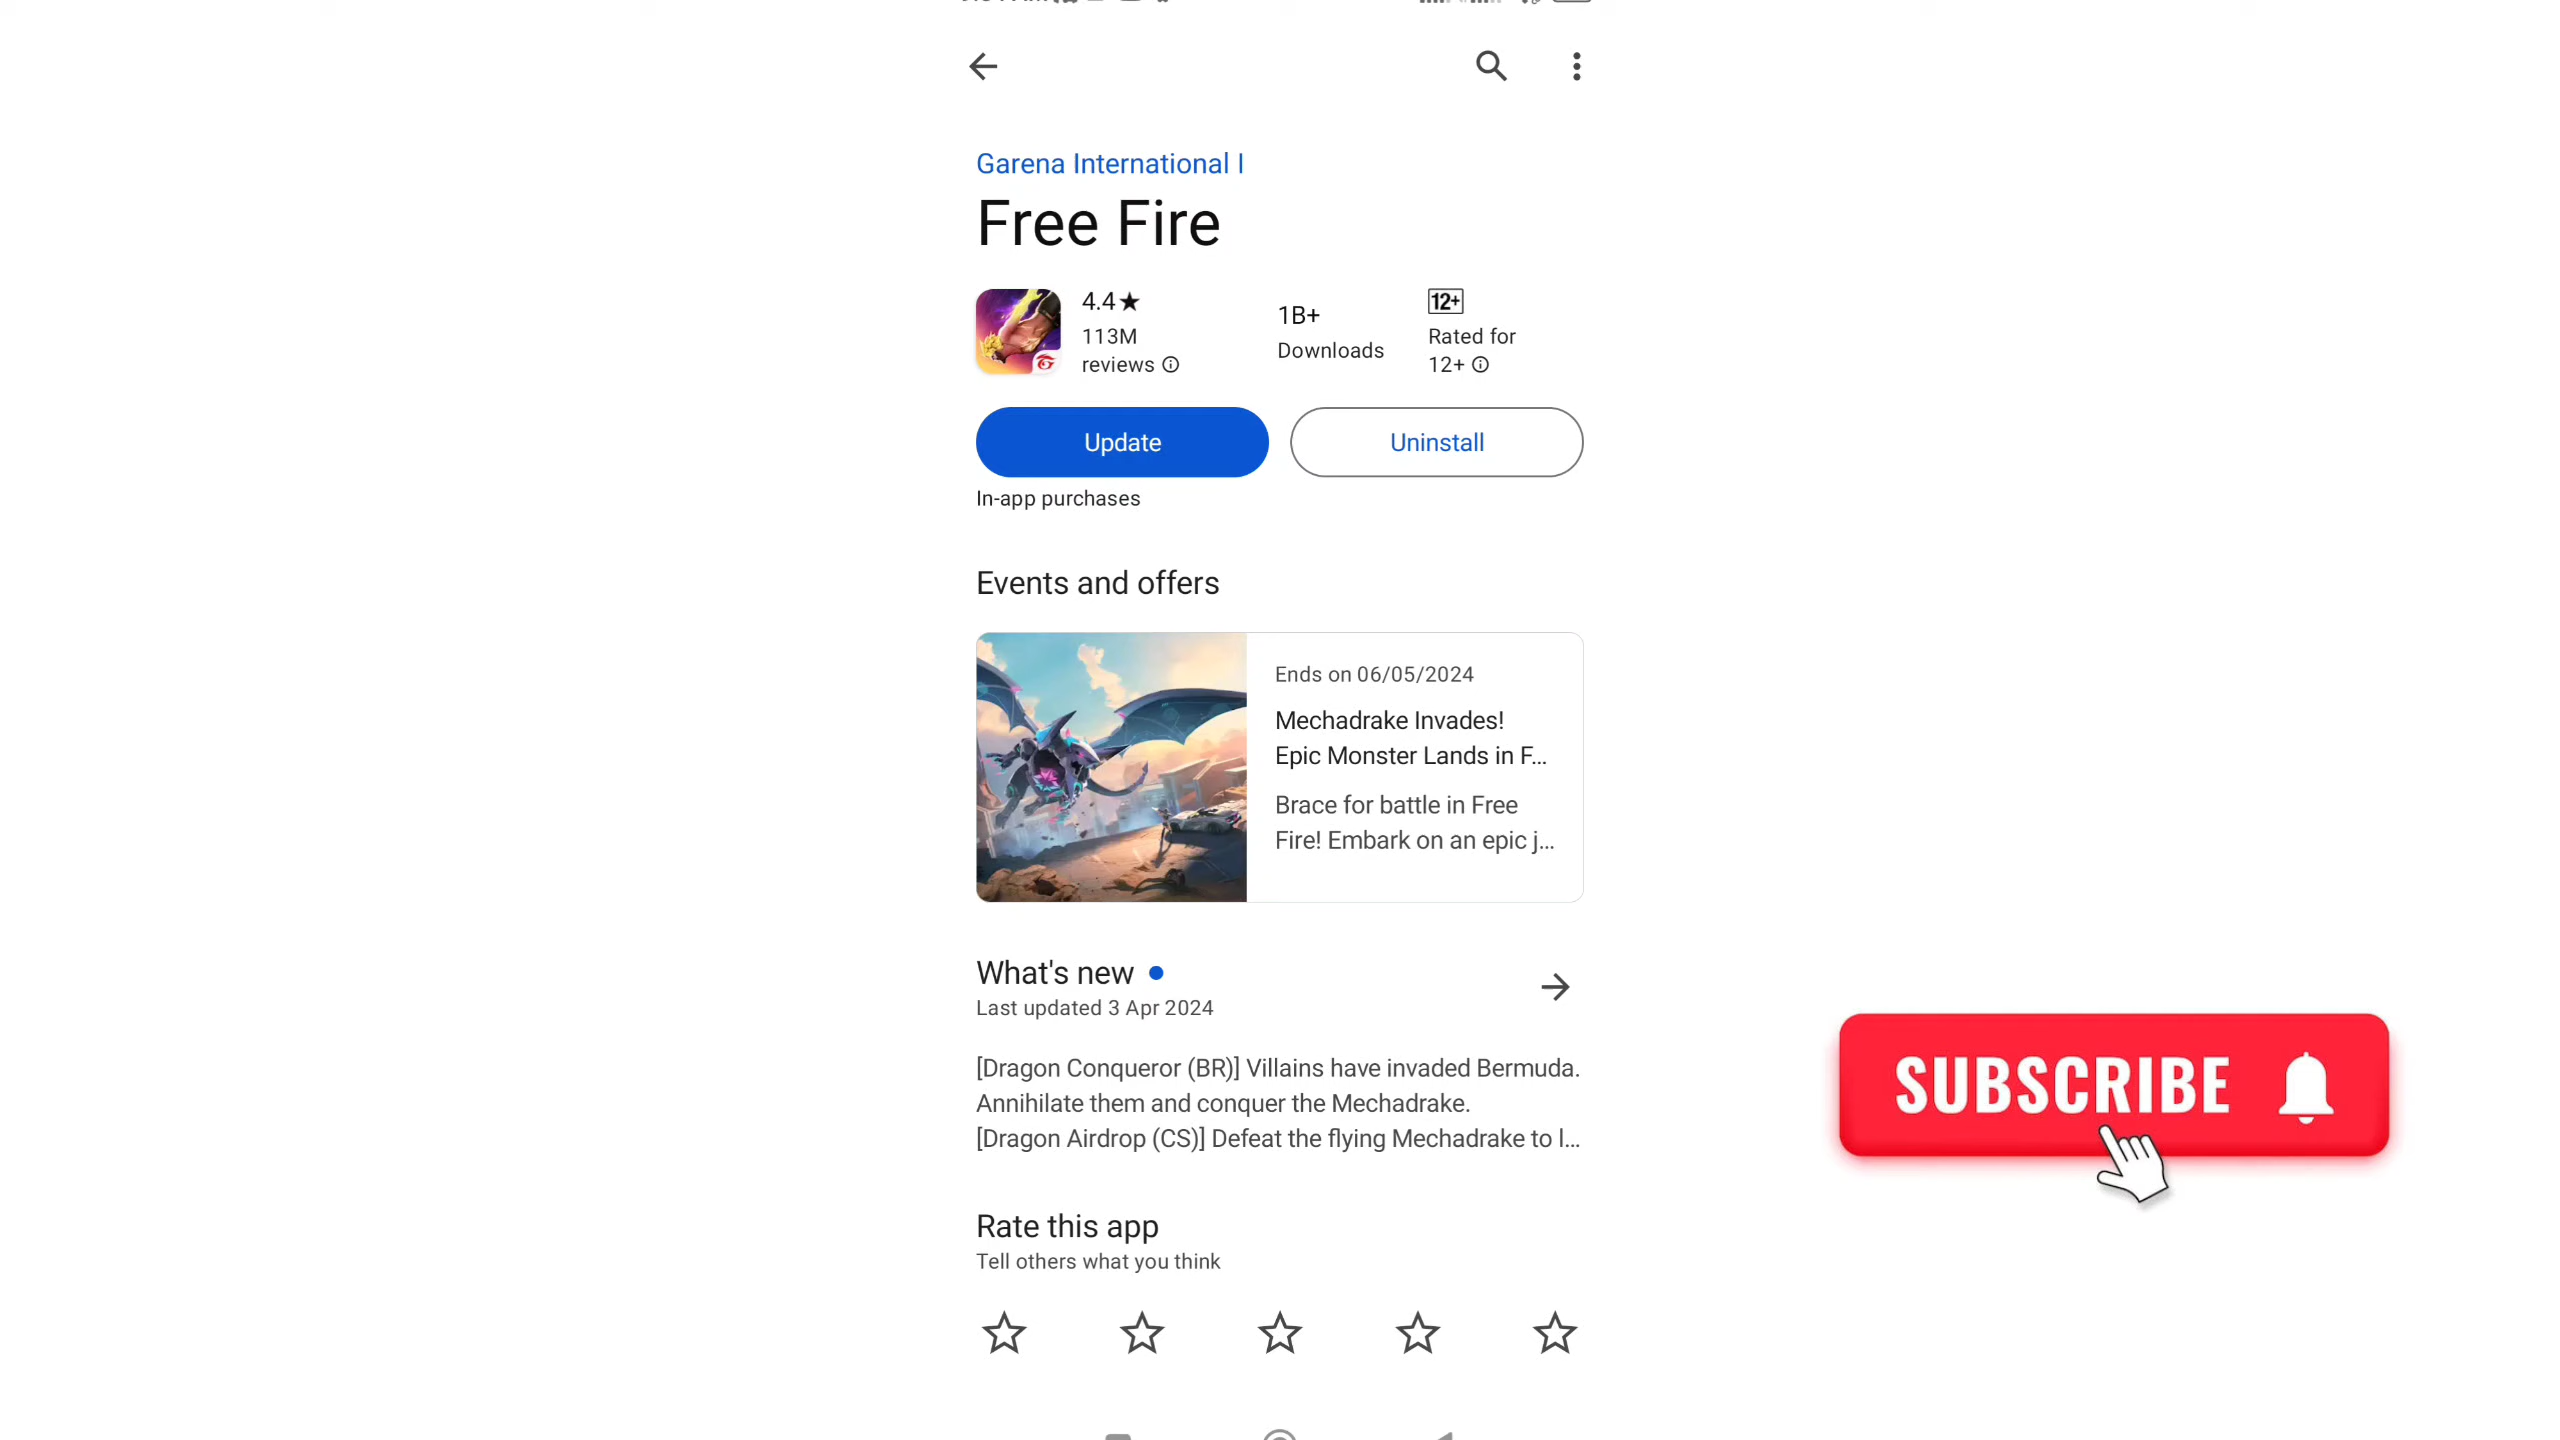 Garena International I
Free Fire
4.4★
113M
reviews
1B+
Downloads
12+
Rated for
12+
Update
Uninstall
In-app purchases
Events and offers
Ends on 06/05/2024
Mechadrake Invades!
Epic Monster Lands in F...
Brace for battle in Free
Fire! Embark on an epic j...
What's new
Last updated 3 Apr 2024
[Dragon Conqueror (BR)] Villains have invaded Bermuda.
Annihilate them and conquer the Mechadrake.
[Dragon Airdrop (CS)] Defeat the flying Mechadrake to l...
SUBSCRIBE
Rate this app
Tell others what you think